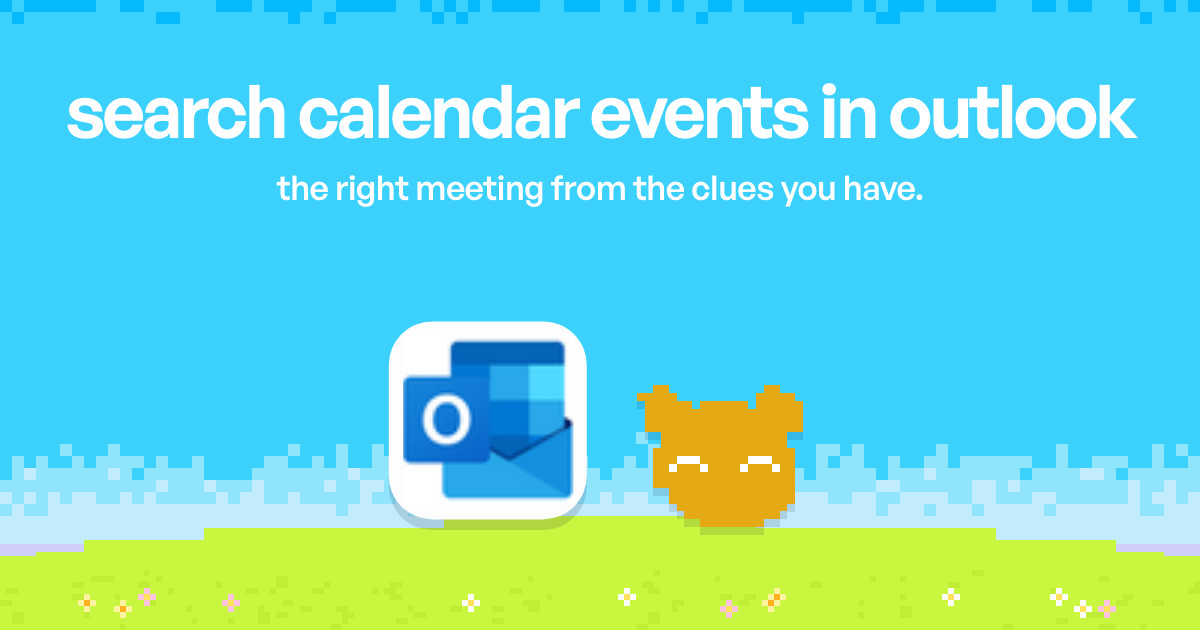 search calendar events in outlook
the right meeting from the clues you have.
O